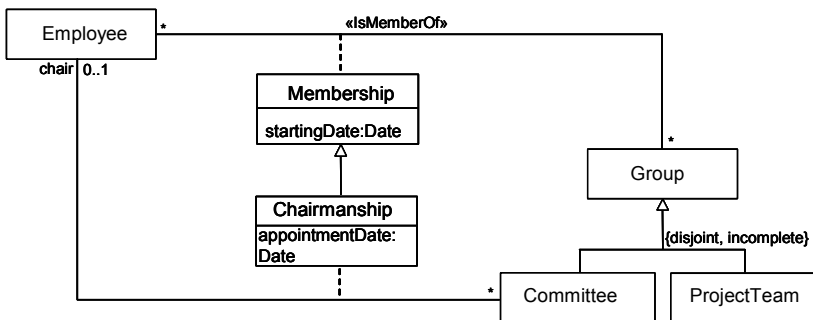 «IsMemberOf»
*
Employee
chair 0..1
Membership
startingDate:Date
*
Group
Chairmanship
appointmentDate:
Date
{disjoint, incomplete}
*
Committee
ProjectTeam